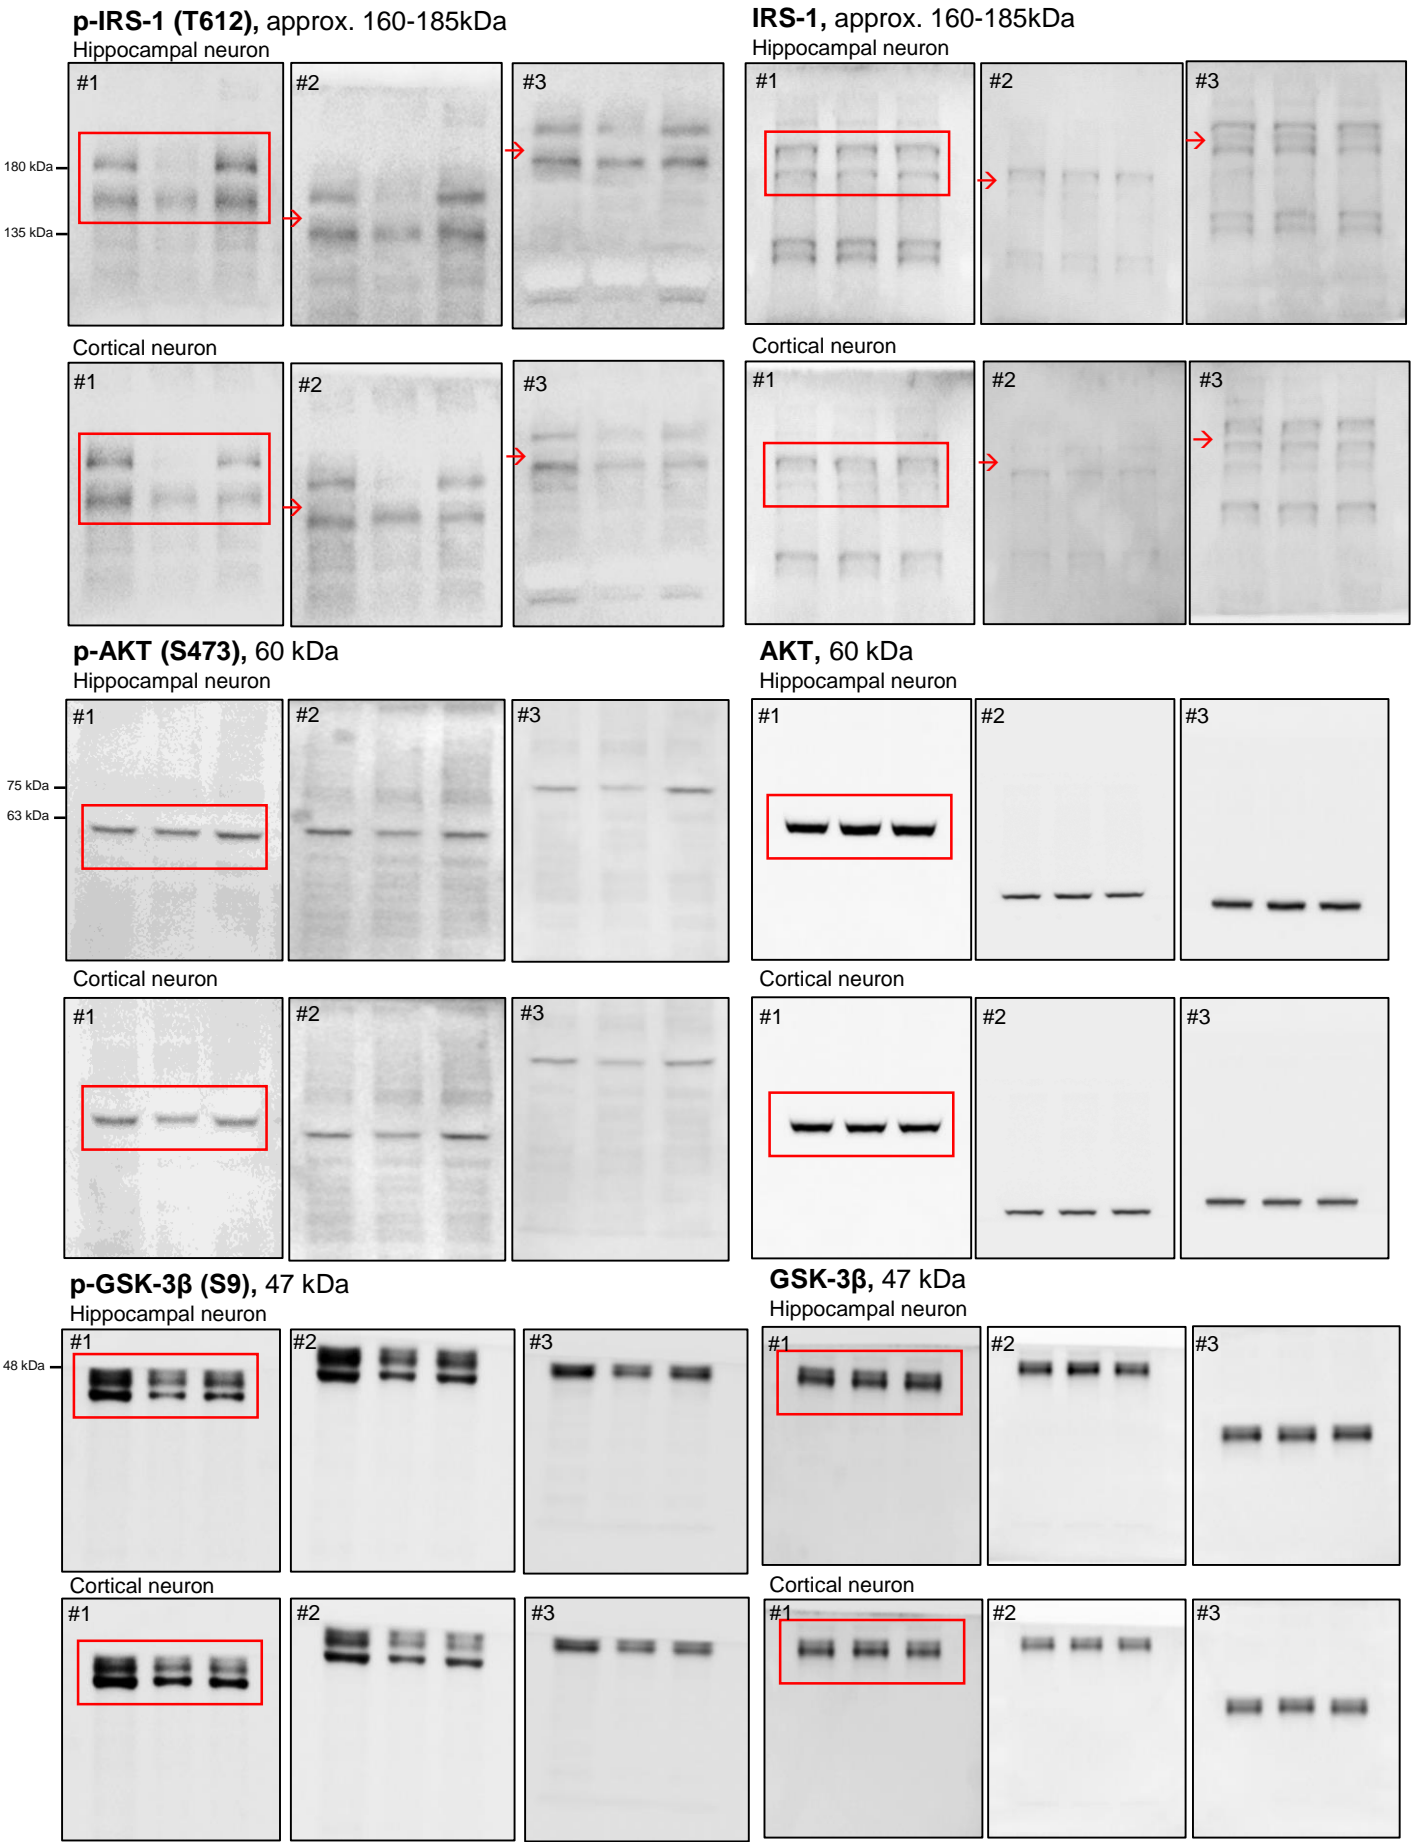 p-IRS-1 (T612), approx. 160-185kDa
Hippocampal neuron
#1
#2
#3
180 kDa
135 kDa
Cortical neuron
#1
#2
#3
IRS-1, approx. 160-185kDa
Hippocampal neuron
#1
#2
#3
Cortical neuron
#1
#2
#3
p-AKT (S473), 60 kDa
Hippocampal neuron
#1
#2
#3
75 kDa
63 kDa
Cortical neuron
#1
#2
#3
AKT, 60 kDa
Hippocampal neuron
#1
#2
#3
Cortical neuron
#1
#2
#3
p-GSK-3β (S9), 47 kDa
Hippocampal neuron
#1
#2
#3
48 kDa
Cortical neuron
#1
#2
#3
GSK-3β, 47 kDa
Hippocampal neuron
#1
#2
#3
Cortical neuron
#1
#2
#3